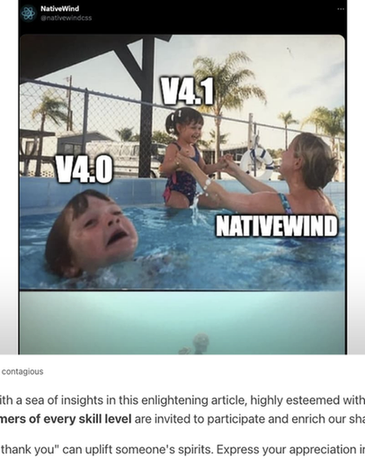 NativeWind
@nativewindcss
V4.1
V4.0
NATIVEWIND
contagious
ith a sea of insights in this enlightening article, highly esteemed with
mers of every skill level are invited to participate and enrich our sha
thank you" can uplift someone's spirits. Express your appreciation i